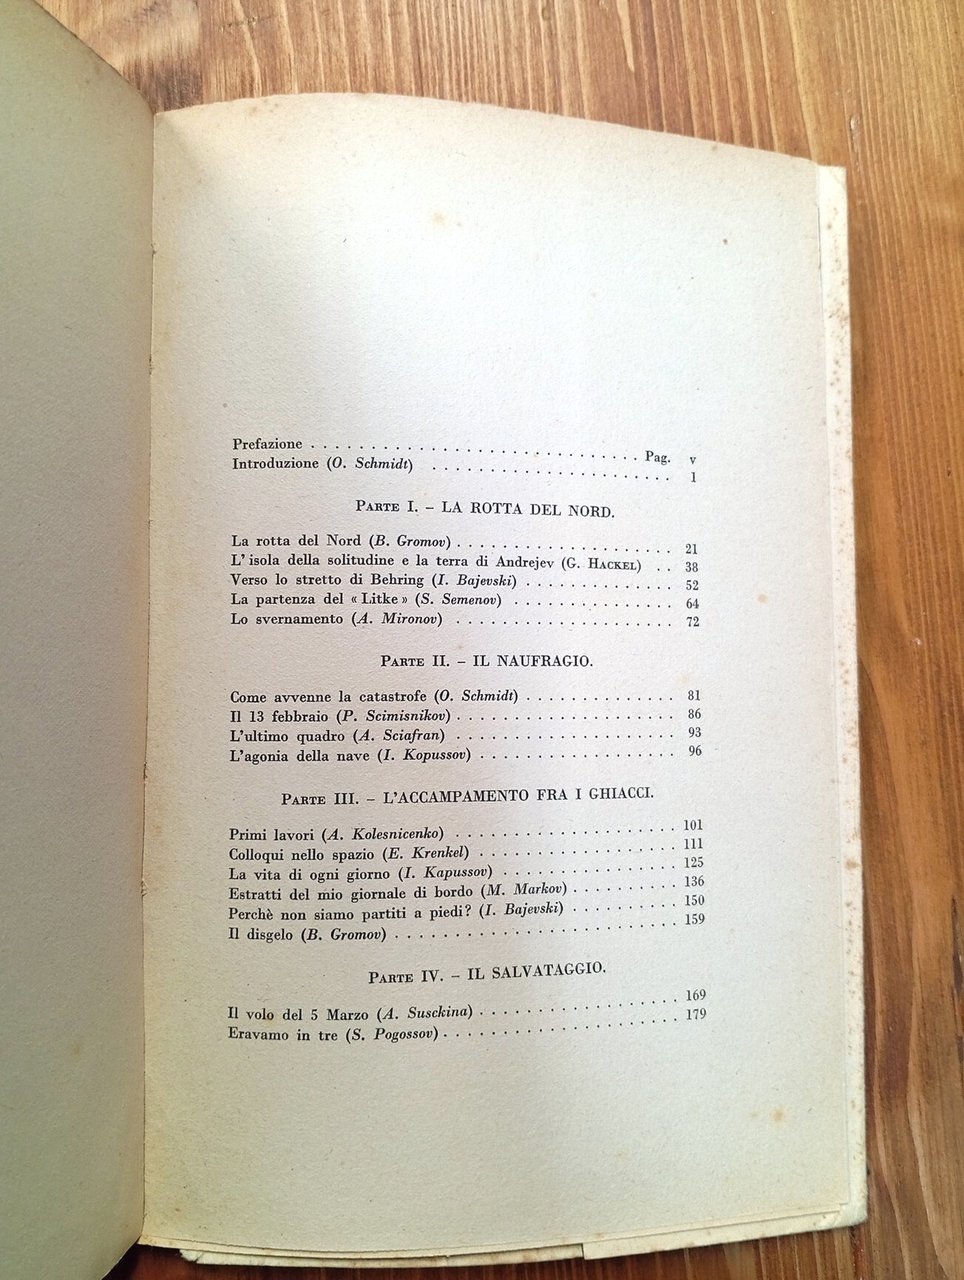 Prefazione . . . . . . . . . . . . . . . . . . . . . . . . . . . Pag. v
Introduzione (O. Schmidt) . . . . . . . . . . . . . . . . . . . . 1
Parte I. – LA ROTTA DEL NORD.
La rotta del Nord (B. Gromov) . . . . . . . . . . . . . . . . . . 21
L' isola della solitudine e la terra di Andrejev (G. Hackel) . . 38
Verso lo stretto di Behring (I. Bajevski) . . . . . . . . . . . . . 52
La partenza del « Litke » (S. Semenov) . . . . . . . . . . . . . . 64
Lo svernamento (A. Mironov) . . . . . . . . . . . . . . . . . . . 72
Parte II. – IL NAUFRAGIO.
Come avvenne la catastrofe (O. Schmidt) . . . . . . . . . . . . . 81
Il 13 febbraio (P. Scimisnikov) . . . . . . . . . . . . . . . . . . 86
L'ultimo quadro (A. Sciafran) . . . . . . . . . . . . . . . . . . . 93
L'agonia della nave (I. Kopussov) . . . . . . . . . . . . . . . . . 96
Parte III. – L'ACCAMPAMENTO FRA I GHIACCI.
Primi lavori (A. Kolesnicenko) . . . . . . . . . . . . . . . . . . . 101
Colloqui nello spazio (E. Krenkel) . . . . . . . . . . . . . . . . . 111
La vita di ogni giorno (I. Kapussov) . . . . . . . . . . . . . . . 125
Estratti del mio giornale di bordo (M. Markov) . . . . . . . . . 136
Perchè non siamo partiti a piedi? (I. Bajevski) . . . . . . . . . 150
Il disgelo (B. Gromov) . . . . . . . . . . . . . . . . . . . . . . . . 159
Parte IV. – IL SALVATAGGIO.
Il volo del 5 Marzo (A. Susckina) . . . . . . . . . . . . . . . . . 169
Eravamo in tre (S. Pogossov) . . . . . . . . . . . . . . . . . . . . 179